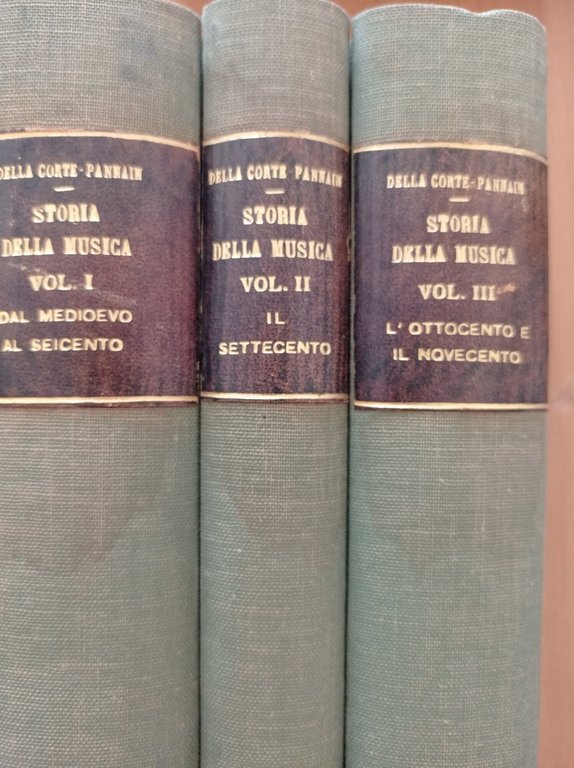 DELLA CORTE-PANNAIN
STORIA
DELLA MUSICA
VOL. I
DAL MEDIOEVO
AL SEICENTO
DELLA CORTE PANNAIN
STORIA
DELLA MUSICA
VOL. II
IL
SETTECENTO
DELLA CORTE-PANNAIN
STORIA
DELLA MUSICA
VOL. III
L'OTTOCENTO E
IL NOVECENTO